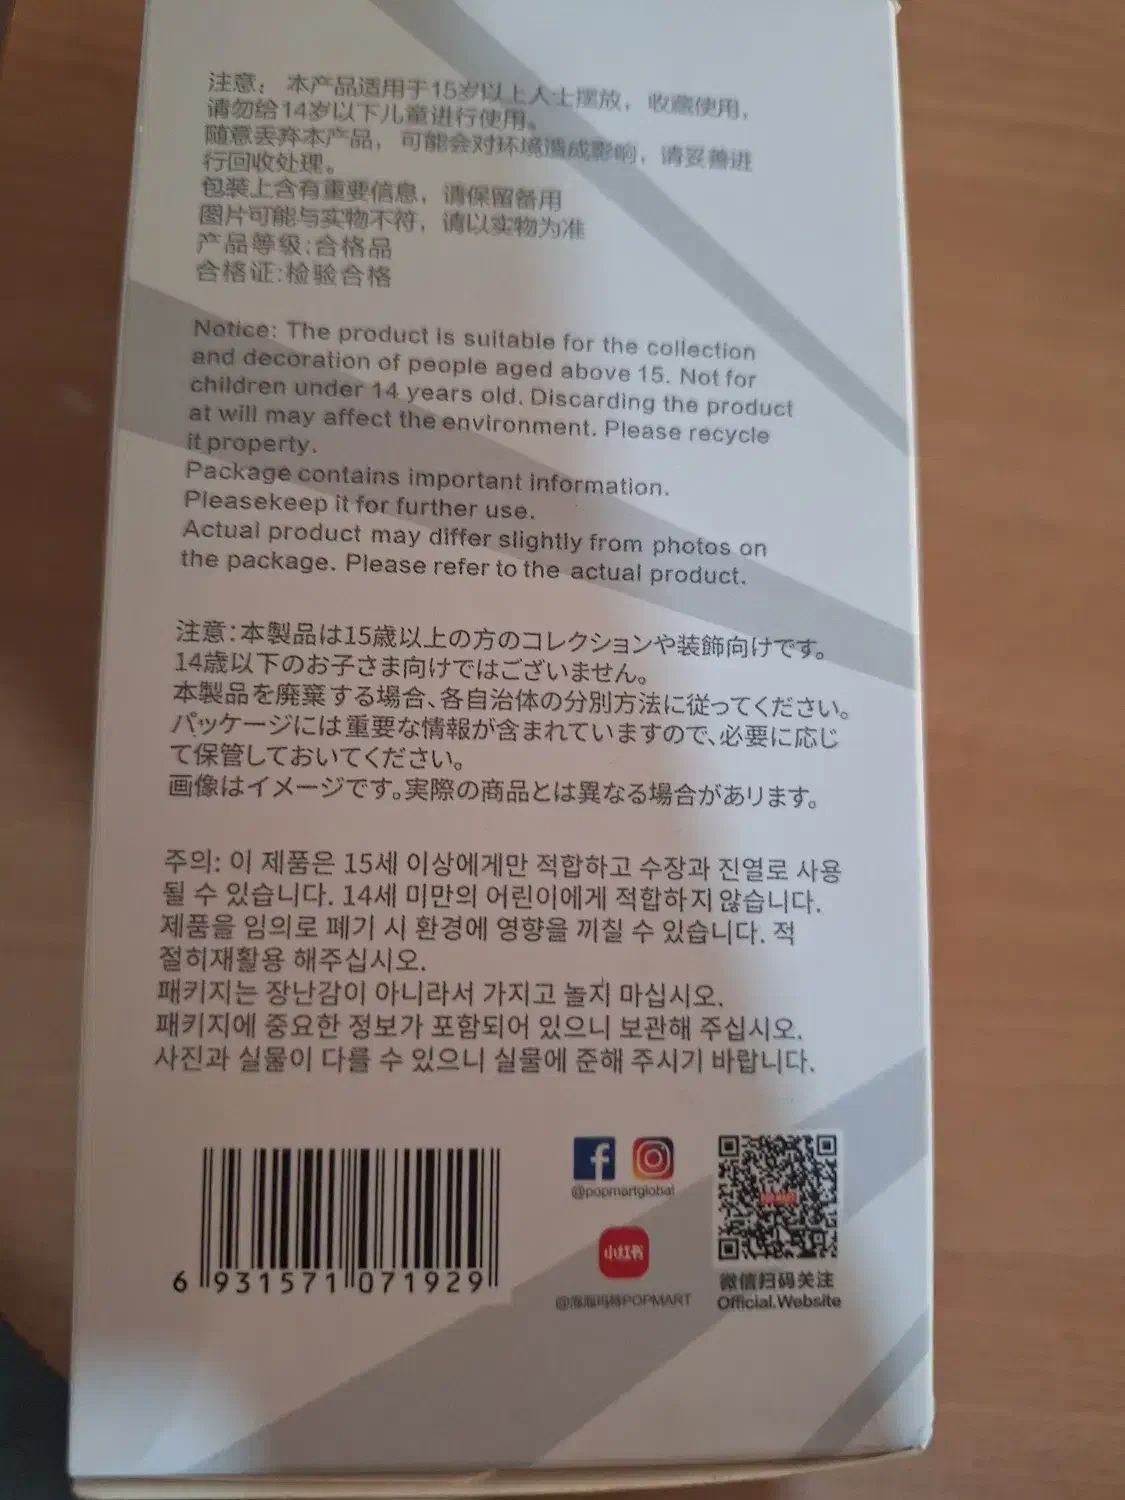 注意： 本产品适用于15岁以上人士摆放，收藏使用，
请勿给14岁以下儿童进行使用。
随意丢弃本产品，可能会对环境造成影响，请妥善进
行回收处理。
包装上含有重要信息，请保留备用
图片可能与实物不符，请以实物为准
产品等级:合格品
合格证:检验合格
Notice: The product is suitable for the collection
and decoration of people aged above 15. Not for
children under 14 years old. Discarding the product
at will may affect the environment. Please recycle
it property.
Package contains important information.
Pleasekeep it for further use.
Actual product may differ slightly from photos on
the package. Please refer to the actual product.
注意：本製品は15歳以上の方のコレクションや装飾向けです。
14歳以下のお子さま向けではございません。
本製品を廃棄する場合、各自治体の分別方法に従ってください。
パッケージには重要な情報が含まれていますので、必要に応じ
て保管しておいてください。
画像はイメージです。実際の商品とは異なる場合があリます。
주의: 이 제품은 15세 이상에게만 적합하고 수장과 진열로 사용
될 수 있습니다. 14세 미만의 어린이에게 적합하지 않습니다.
제품을 임의로 폐기 시 환경에 영향을 끼칠 수 있습니다. 적
절히재활용 해주십시오.
패키지는 장난감이 아니라서 가지고 놀지 마십시오.
패키지에 중요한 정보가 포함되어 있으니 보관해 주십시오.
사진과 실물이 다를 수 있으니 실물에 준해 주시기 바랍니다.
6 931571 071929
@popmartglobal
小红书
@泡泡玛特POPMART
微信扫码关注
Official.Website